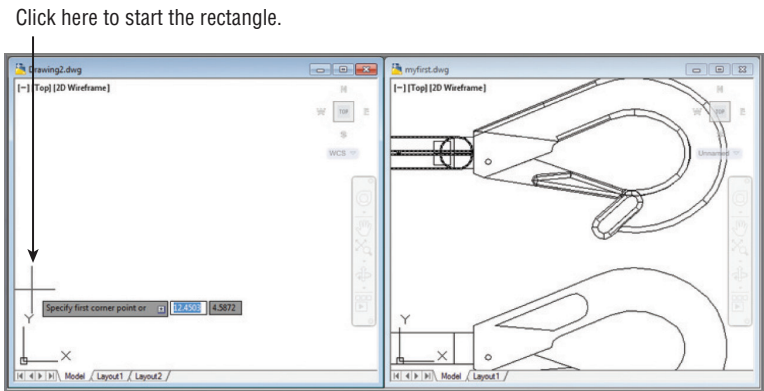 Click here to start the rectangle.
Drawing2.dwg
[−] [Top] [2D Wireframe]
N
W TOP E
S
WCS
Specify first corner point or 12.4503 4.5872
Y
X
Model / Layout1 / Layout2 /
myfirst.dwg
[−] [Top] [2D Wireframe]
N
W TOP E
Unnamed
Y
X
Model / Layout1 /